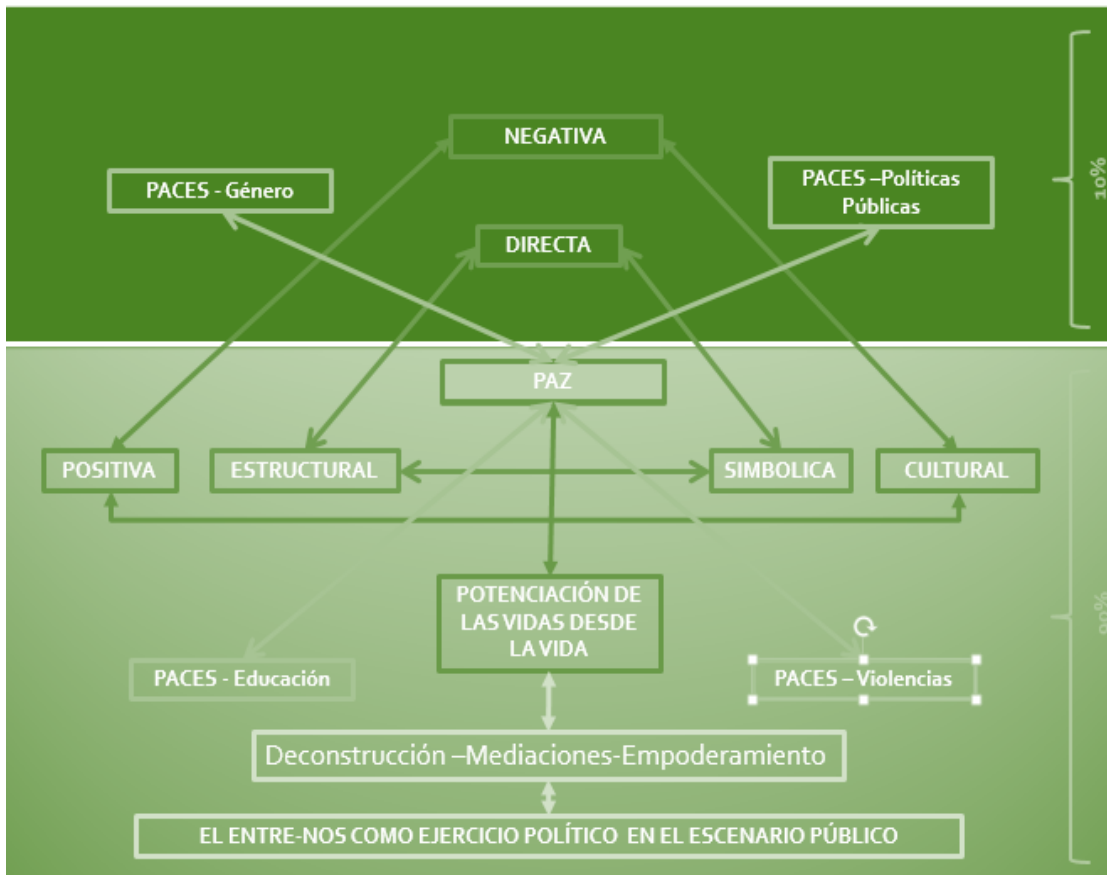 NEGATIVA
PACES - Género
PACES –Políticas
Públicas
10%
DIRECTA
PAZ
POSITIVA
ESTRUCTURAL
SIMBOLICA
CULTURAL
POTENCIACIÓN DE
LAS VIDAS DESDE
LA VIDA
90%
PACES - Educación
PACES – Violencias
Deconstrucción –Mediaciones-Empoderamiento
EL ENTRE-NOS COMO EJERCICIO POLÍTICO EN EL ESCENARIO PÚBLICO